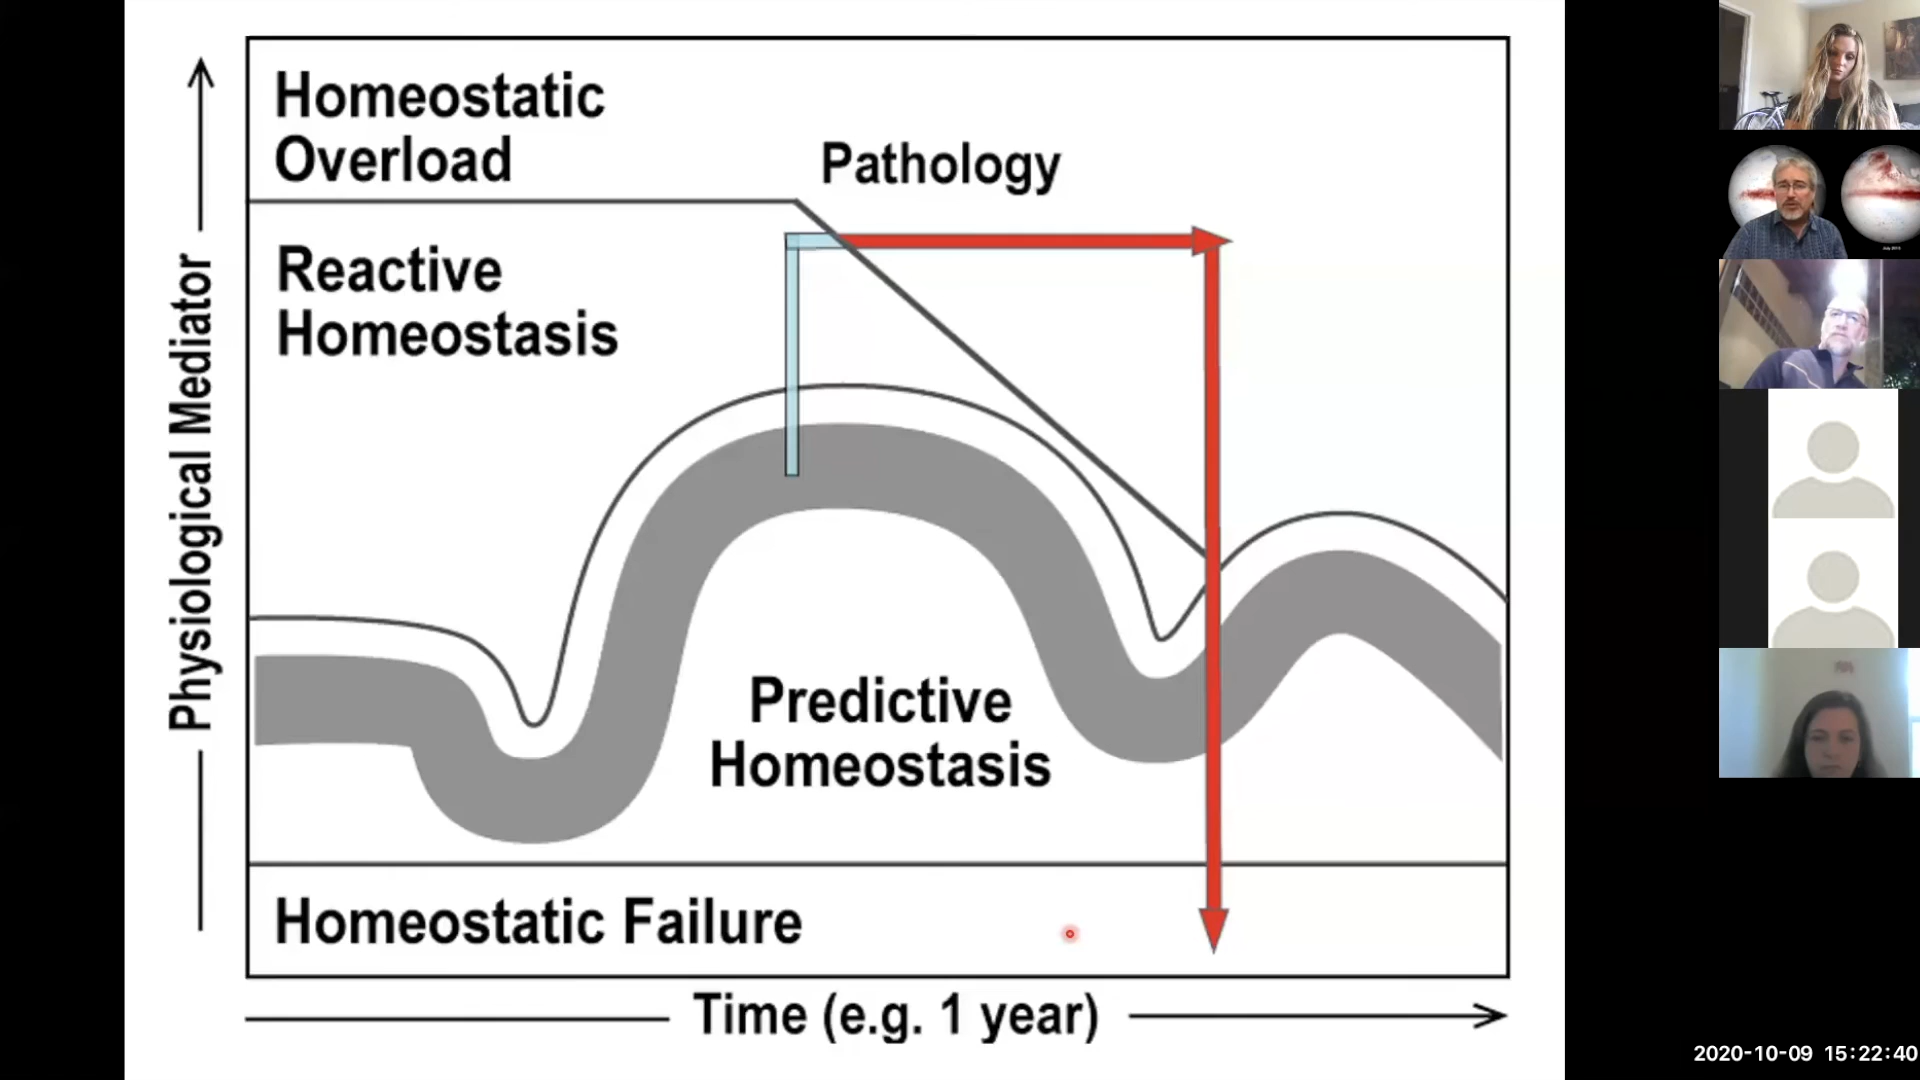 Homeostatic
Overload
Pathology
Reactive
Homeostasis
Physiological Mediator
Predictive
Homeostasis
Homeostatic Failure
Time (e.g. 1 year)
2020-10-09 15:22:40